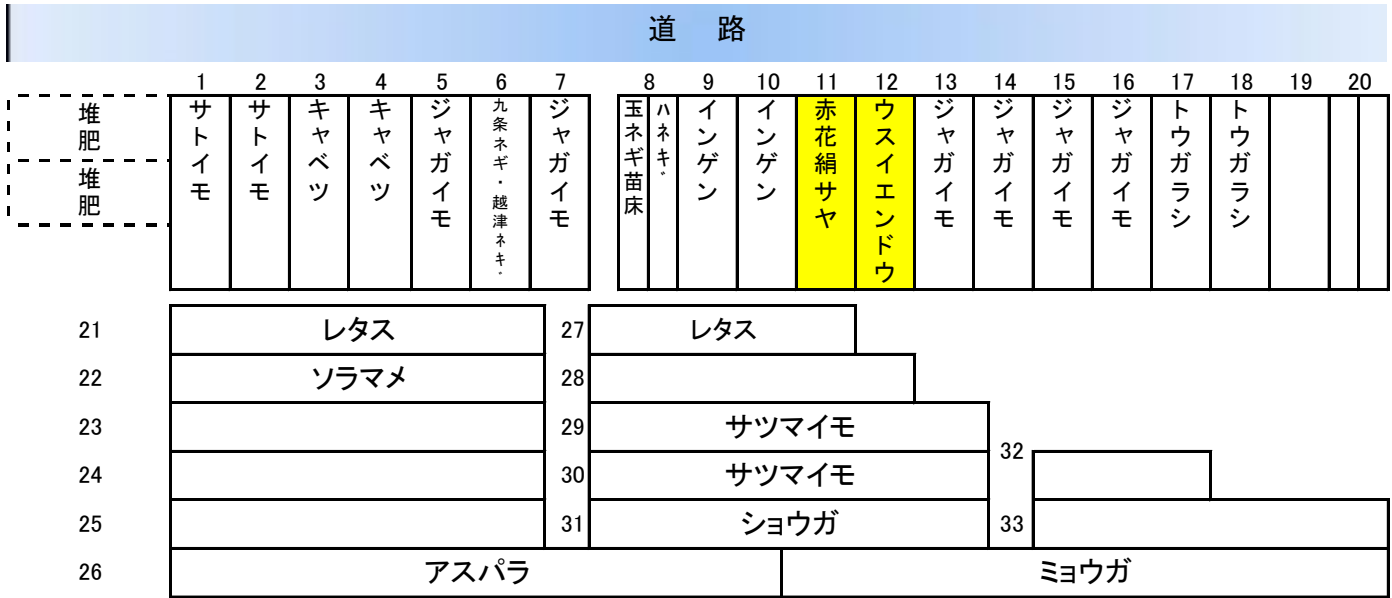 道　路
1 2 3 4 5 6 7 8 9 10 11 12 13 14 15 16 17 18 19 20
堆肥
堆肥
サトイモ
サトイモ
キャベツ
キャベツ
ジャガイモ
九条ネギ・越津ネギ
ジャガイモ
玉ネギ苗床
ハネギ
インゲン
インゲン
赤花絹サヤ
ウスイエンドウ
ジャガイモ
ジャガイモ
ジャガイモ
ジャガイモ
トウガラシ
トウガラシ
21 レタス 27 レタス
22 ソラマメ 28
23 29 サツマイモ
32
24 30 サツマイモ
25 31 ショウガ 33
26 アスパラ ミョウガ